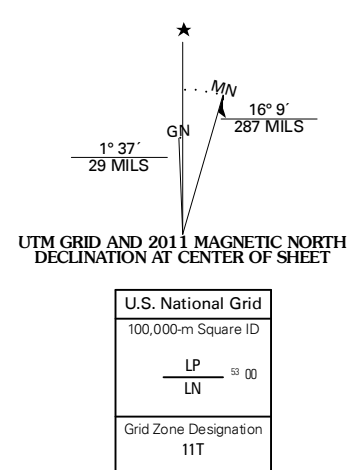 MN
GN
16° 9´
287 MILS
1° 37´
29 MILS
UTM GRID AND 2011 MAGNETIC NORTH
DECLINATION AT CENTER OF SHEET
U.S. National Grid
100,000-m Square ID
LP
53 00
LN
Grid Zone Designation
11T